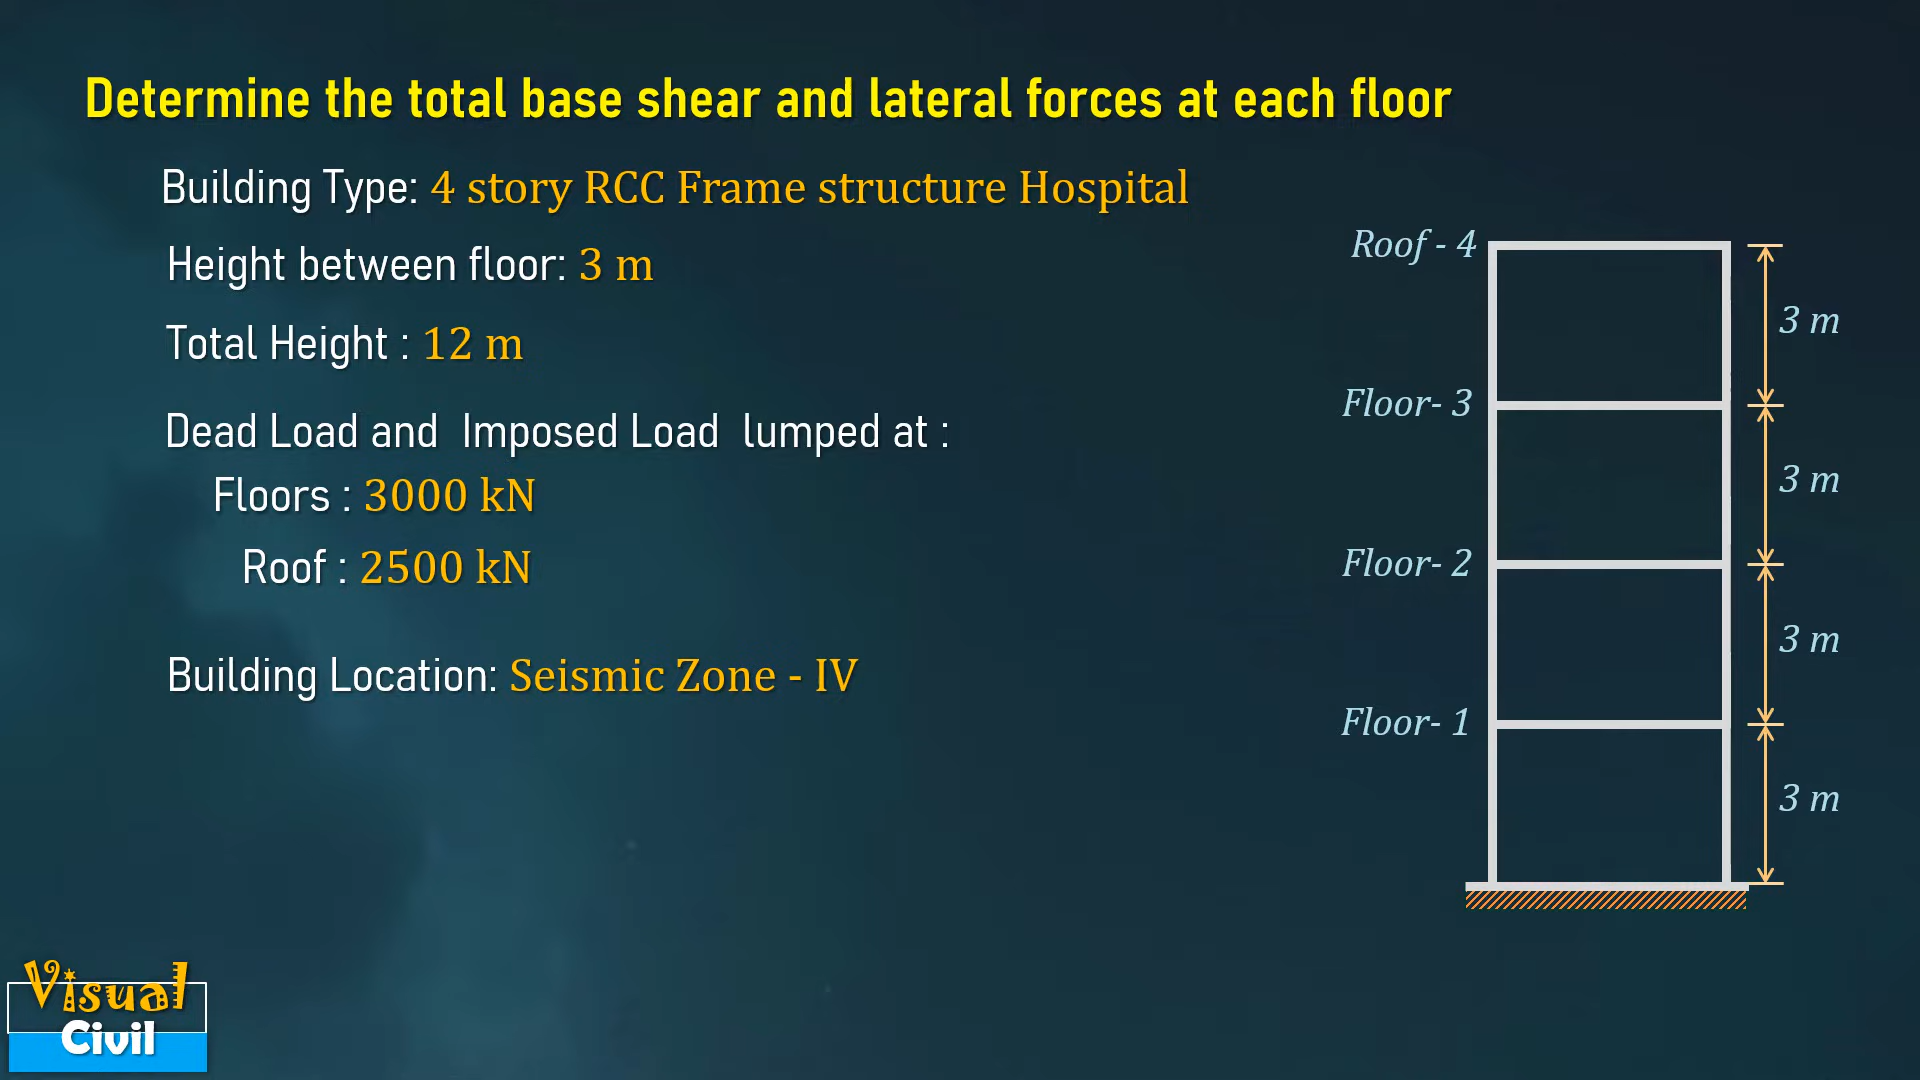 Determine the total base shear and lateral forces at each floor
Building Type: 4 story RCC Frame structure Hospital
Height between floor: 3 m
Total Height : 12 m
Dead Load and Imposed Load lumped at :
Floors : 3000 kN
Roof : 2500 kN
Building Location: Seismic Zone - IV
Roof - 4
3 m
Floor- 3
3 m
Floor- 2
3 m
Floor- 1
3 m
Visual
Civil